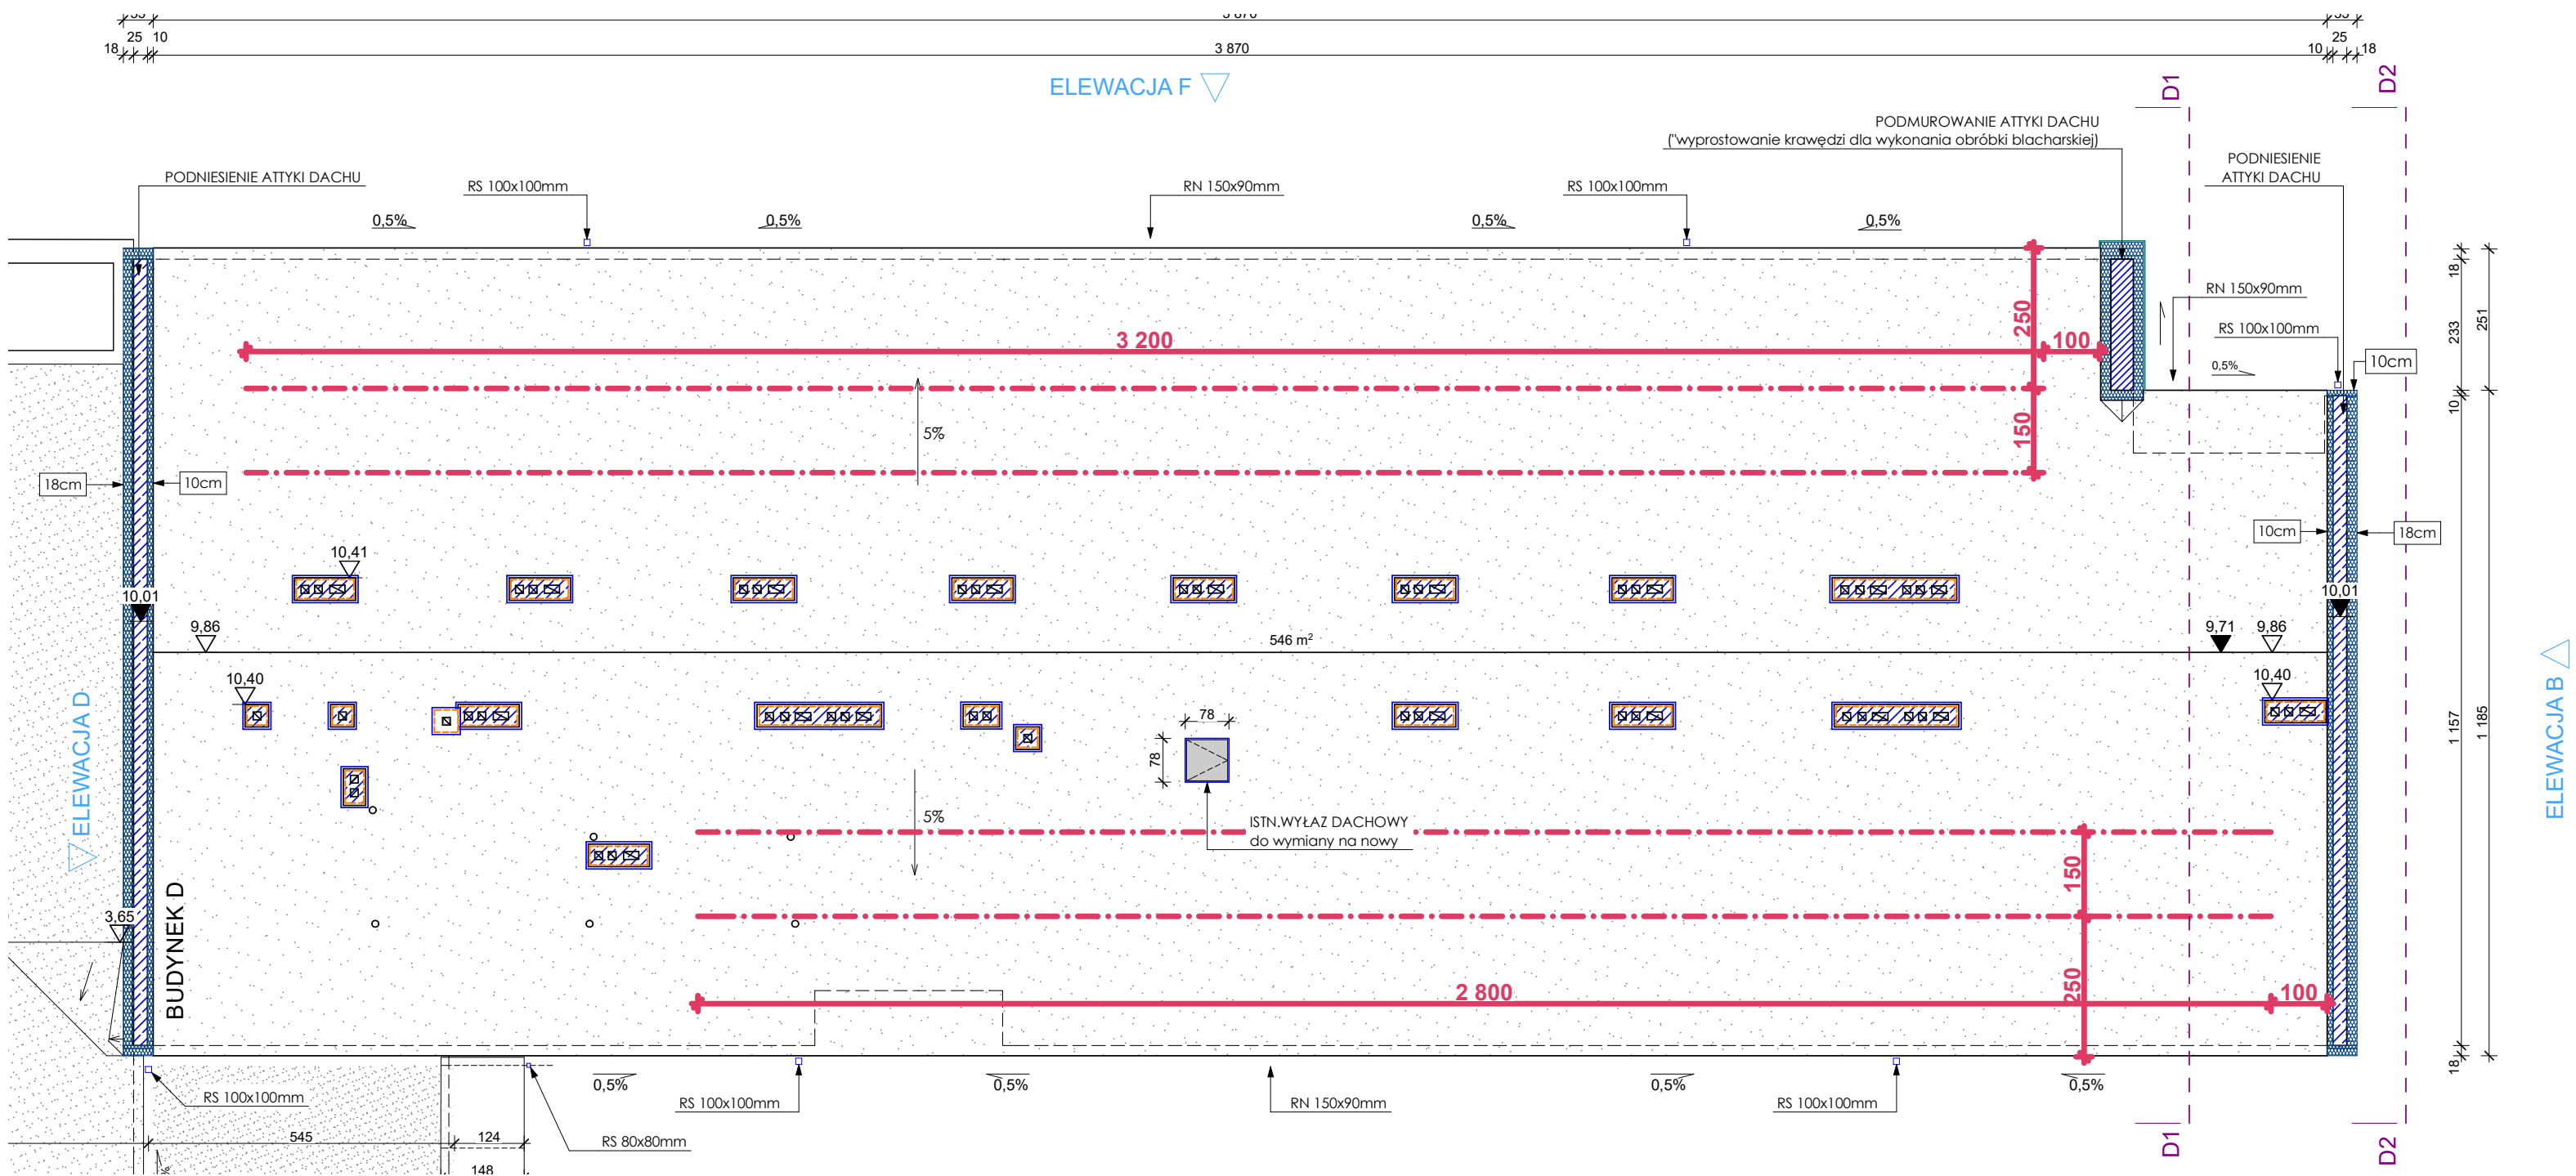 35
3 870
35
25
10
18
3 870
10
25
18
ELEWACJA F
D1
D2
PODMUROWANIE ATTYKI DACHU
("wyprostowanie krawędzi dla wykonania obróbki blacharskiej)
PODNIESIENIE
ATTYKI DACHU
PODNIESIENIE ATTYKI DACHU
RS 100x100mm
RN 150x90mm
RS 100x100mm
0,5%
0,5%
0,5%
0,5%
18
RN 150x90mm
250
RS 100x100mm
233
251
3 200
100
0,5%
10cm
10
5%
150
18cm
10cm
10cm
18cm
10,41
10,01
10,01
9,86
546 m²
9,71
9,86
10,40
10,40
ELEWACJA D
78
78
1 157
1 185
ELEWACJA B
5%
ISTN.WYŁAZ DACHOWY
do wymiany na nowy
150
3,65
BUDYNEK D
250
2 800
100
18
0,5%
0,5%
0,5%
0,5%
RS 100x100mm
RS 100x100mm
RN 150x90mm
RS 100x100mm
545
124
RS 80x80mm
148
%
D1
D2